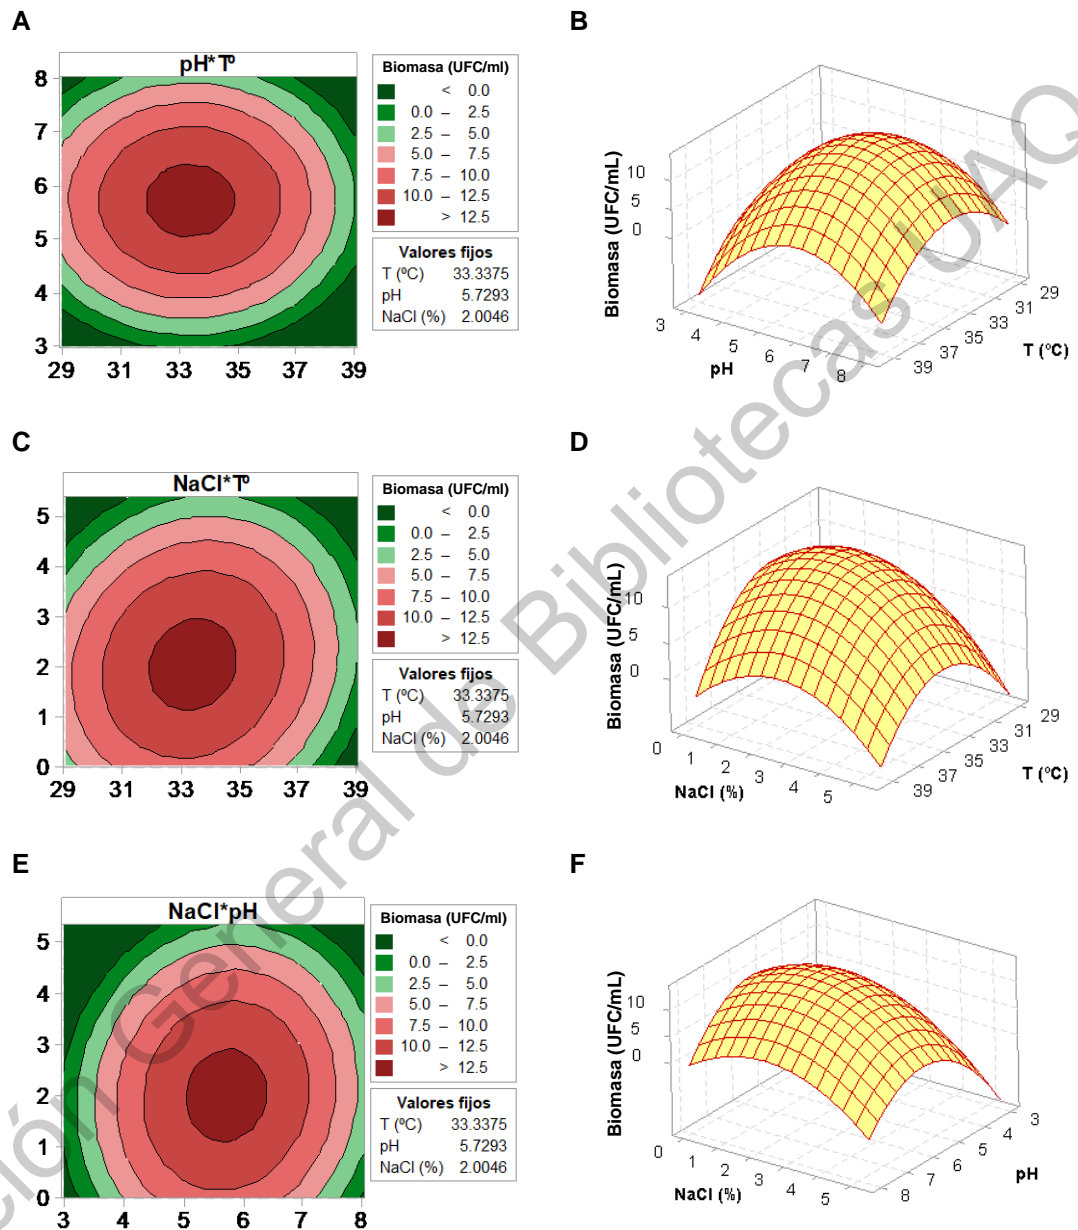 A
pH*Tº
8
7
6
5
4
3
29 31 33 35 37 39
Biomasa (UFC/ml)
< 0.0
0.0 – 2.5
2.5 – 5.0
5.0 – 7.5
7.5 – 10.0
10.0 – 12.5
> 12.5
Valores fijos
T (ºC) 33.3375
pH 5.7293
NaCl (%) 2.0046
B
Biomasa (UFC/mL)
10
5
0
3 4 5 6 7 8
pH
39 37 35 33 31 29
T (ºC)
C
NaCl*Tº
5
4
3
2
1
0
29 31 33 35 37 39
Biomasa (UFC/ml)
< 0.0
0.0 – 2.5
2.5 – 5.0
5.0 – 7.5
7.5 – 10.0
10.0 – 12.5
> 12.5
Valores fijos
T (ºC) 33.3375
pH 5.7293
NaCl (%) 2.0046
D
Biomasa (UFC/mL)
10
5
0
0 1 2 3 4 5
NaCl (%)
39 37 35 33 31 29
T (ºC)
E
NaCl*pH
5
4
3
2
1
0
3 4 5 6 7 8
Biomasa (UFC/ml)
< 0.0
0.0 – 2.5
2.5 – 5.0
5.0 – 7.5
7.5 – 10.0
10.0 – 12.5
> 12.5
Valores fijos
T (ºC) 33.3375
pH 5.7293
NaCl (%) 2.0046
F
Biomasa (UFC/mL)
10
5
0
0 1 2 3 4 5
NaCl (%)
8 7 6 5 4 3
pH
ción General de Bibliotecas UAQ